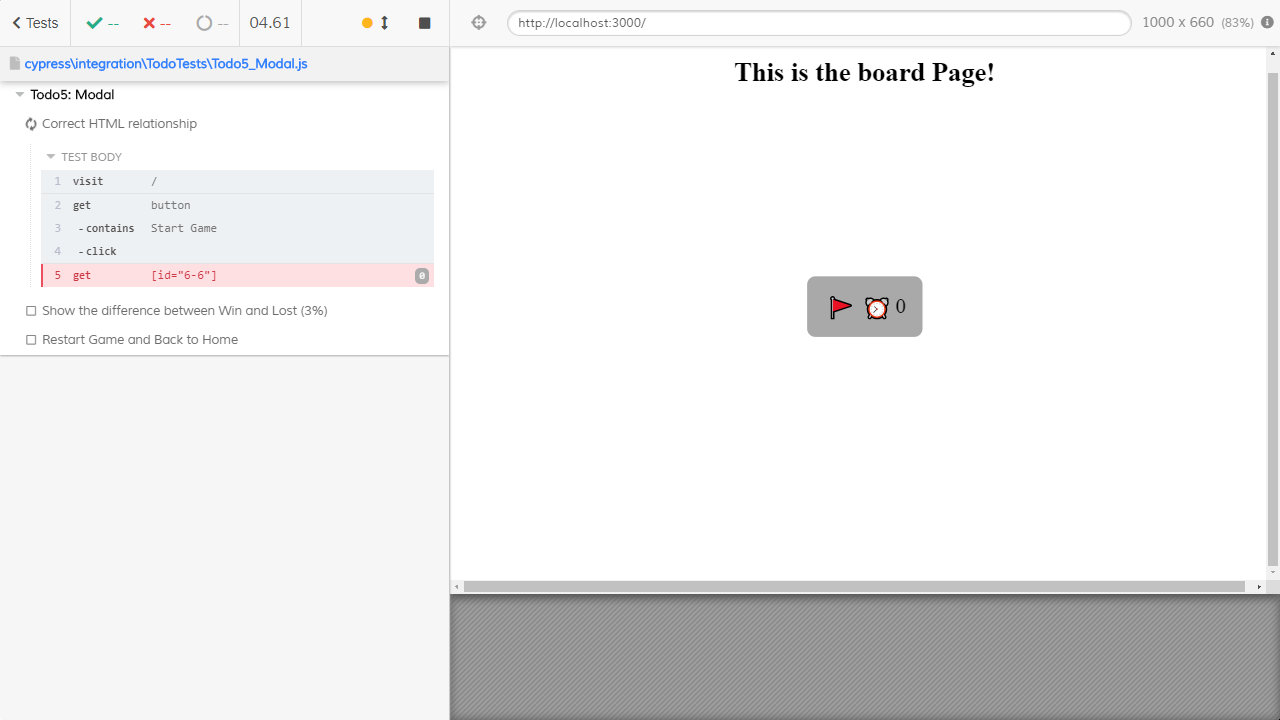 Tests -- -- -- 04.61
cypress\integration\TodoTests\Todo5_Modal.js
Todo5: Modal
Correct HTML relationship
TEST BODY
1 visit /
2 get button
3 -contains Start Game
4 -click
5 get [id="6-6"] 0
Show the difference between Win and Lost (3%)
Restart Game and Back to Home
http://localhost:3000/ 1000 x 660 (83%)
This is the board Page!
0